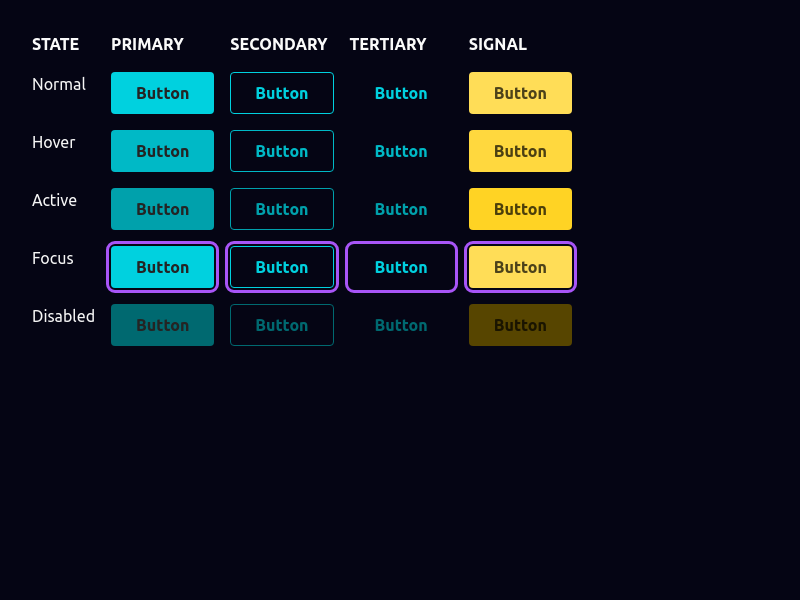 STATE PRIMARY SECONDARY TERTIARY SIGNAL
Normal Button Button Button Button
Hover Button Button Button Button
Active Button Button Button Button
Focus Button Button Button Button
Disabled Button Button Button Button